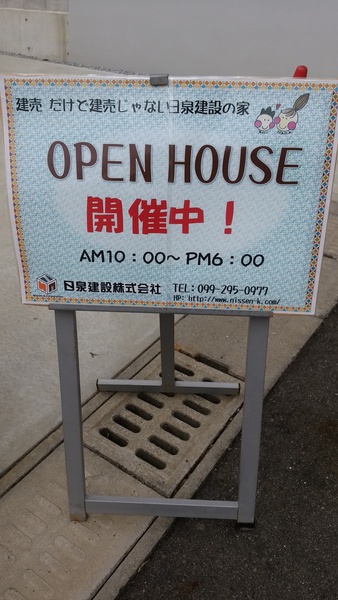 建売 だけど建売じゃない日泉建設の家
OPEN HOUSE
開催中！
AM10：00～PM6：00
日泉建設株式会社 TEL：099-295-0977
HP: http://www.nissen-k.com/